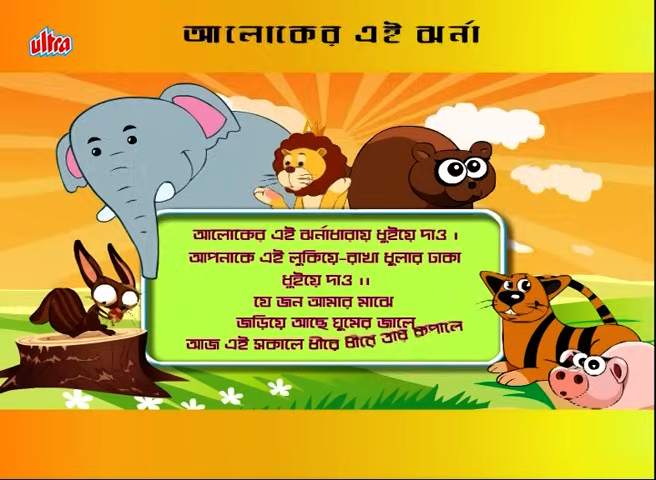 ultra
আলোকের এই ঝর্না
আলোকের এই ঝর্নাধারায় ধুইয়ে দাও ।
আপনাকে এই লুকিয়ে-রাখা ধুলার ঢাকা
ধুইয়ে দাও ।।
যে জন আমার মাঝে
জড়িয়ে আছে ঘুমের জালে
আজ এই সকালে ধীরে ধীরে তার কপালে